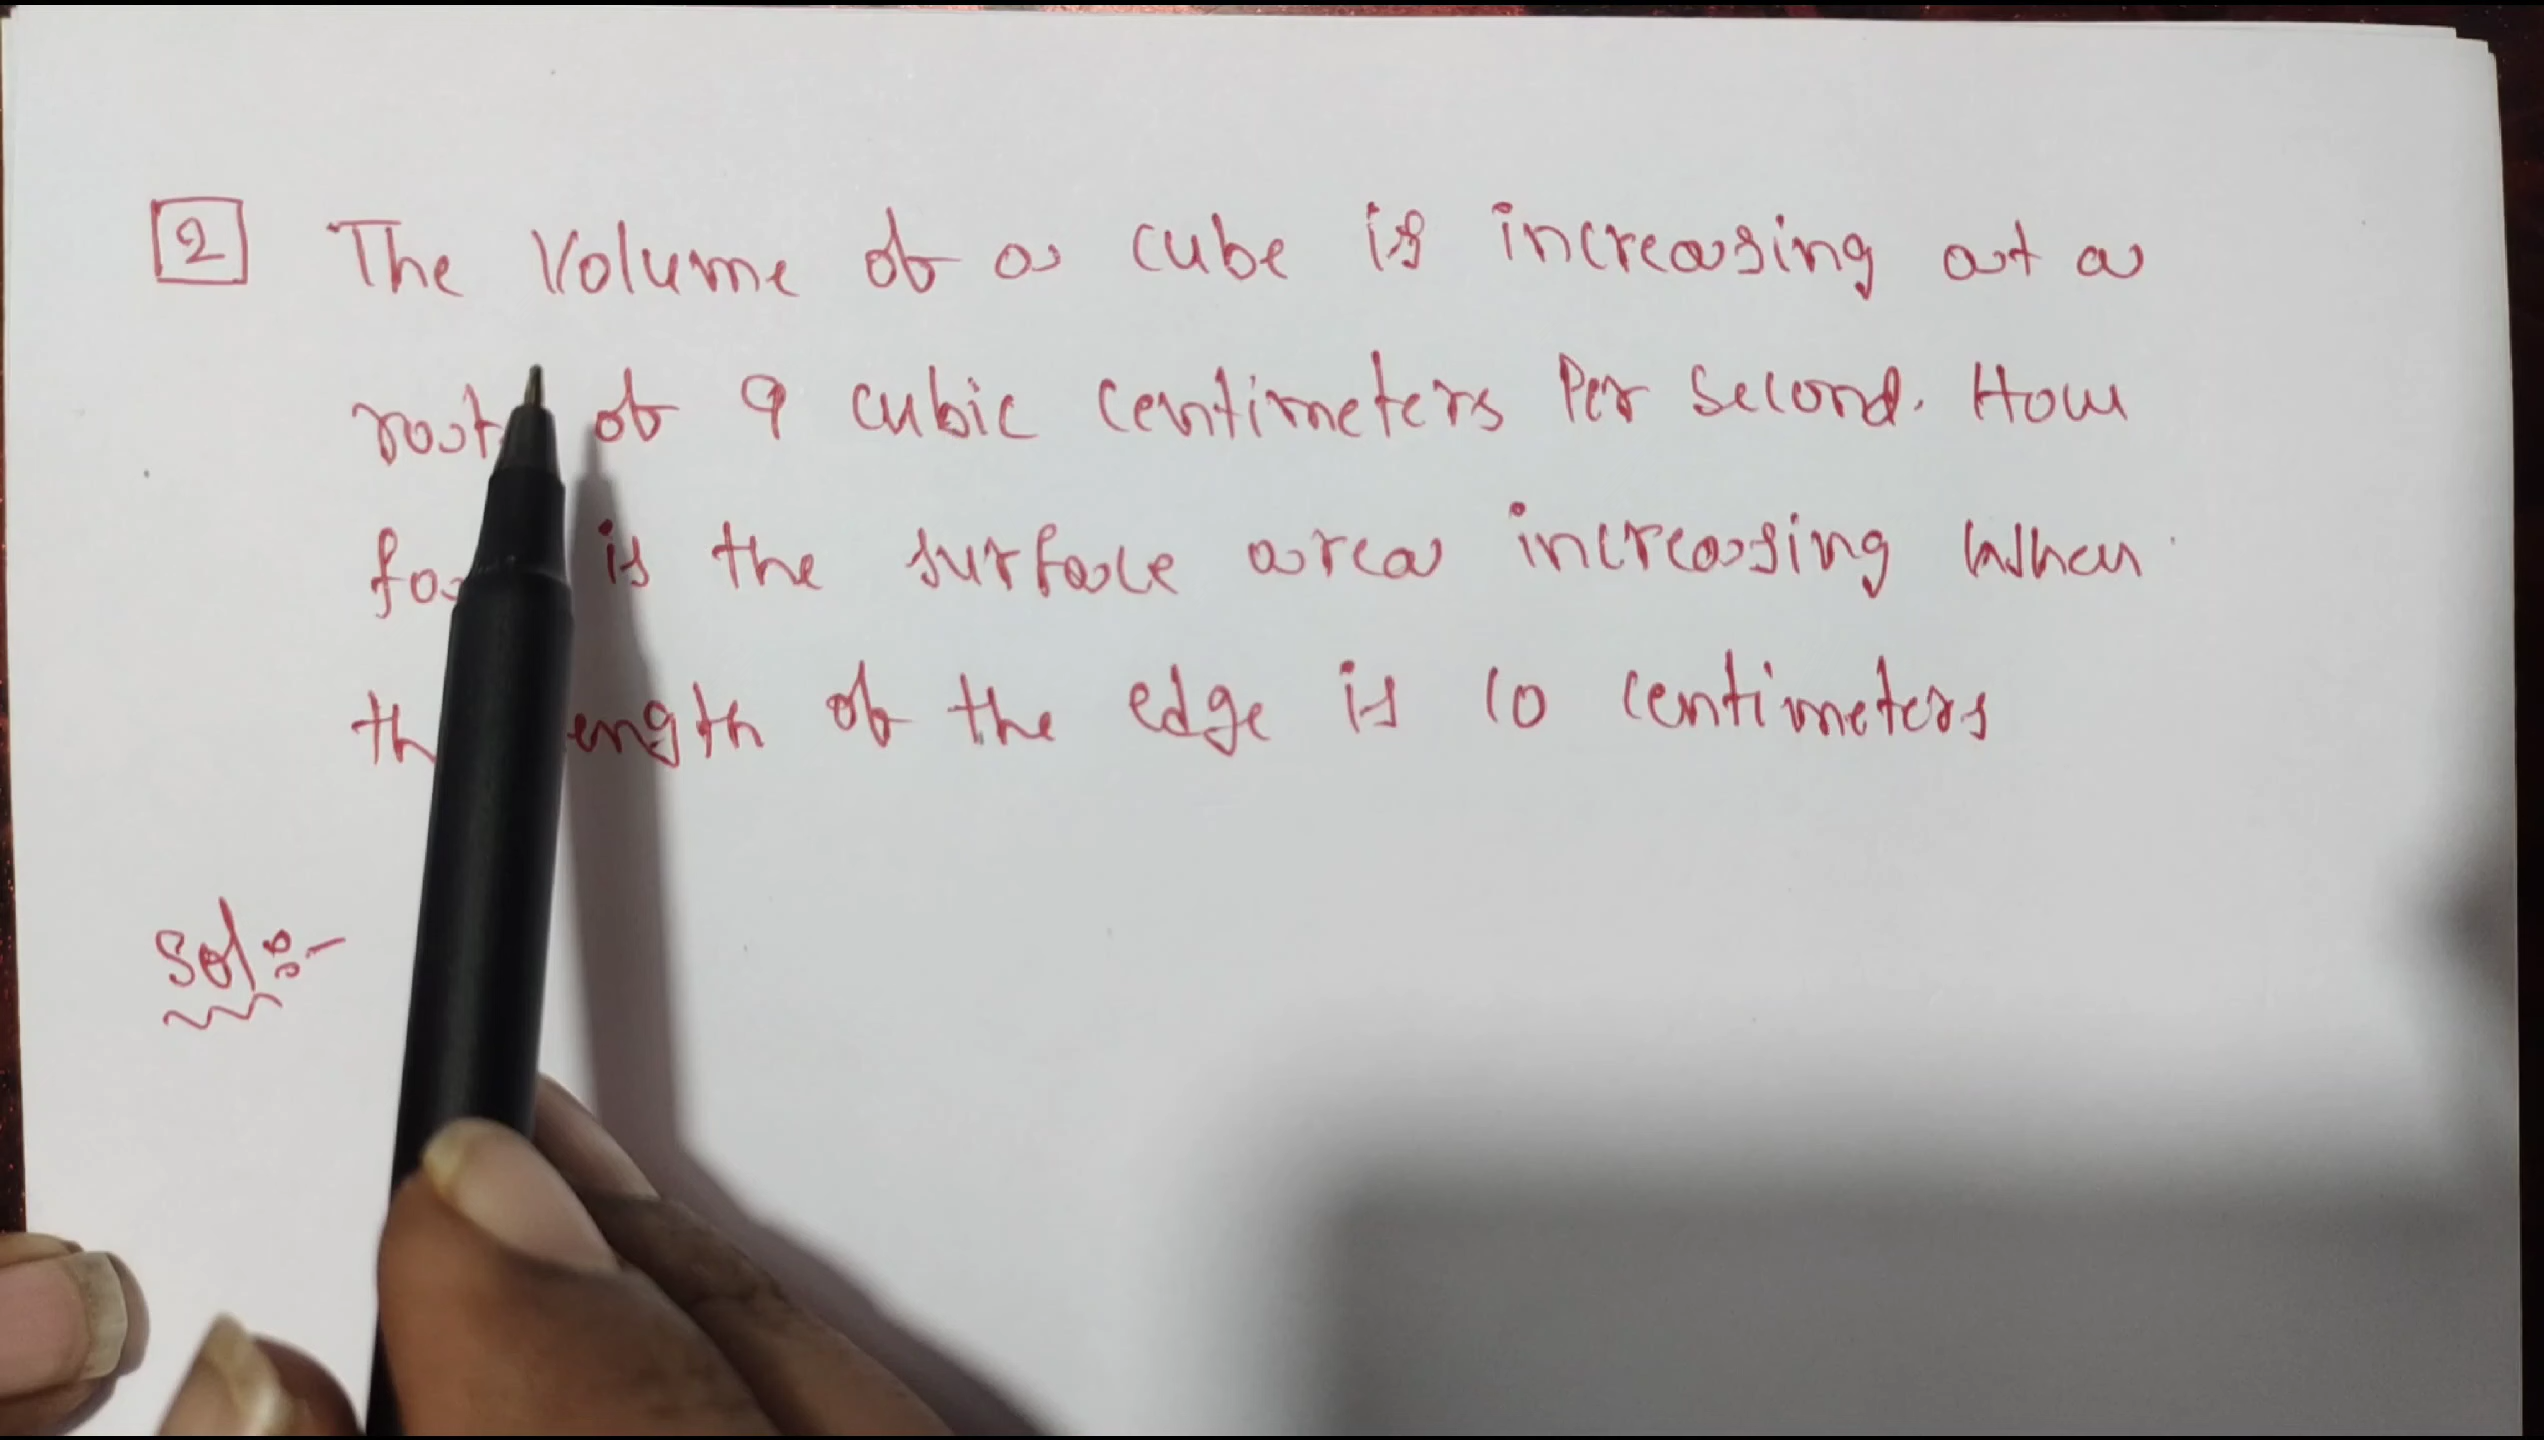 2 The Volume of a cube is increasing at a
rate of 9 cubic centimeters Per Second. How
is the surface area increasing when
of the edge is 10 centimeters
Sol:-